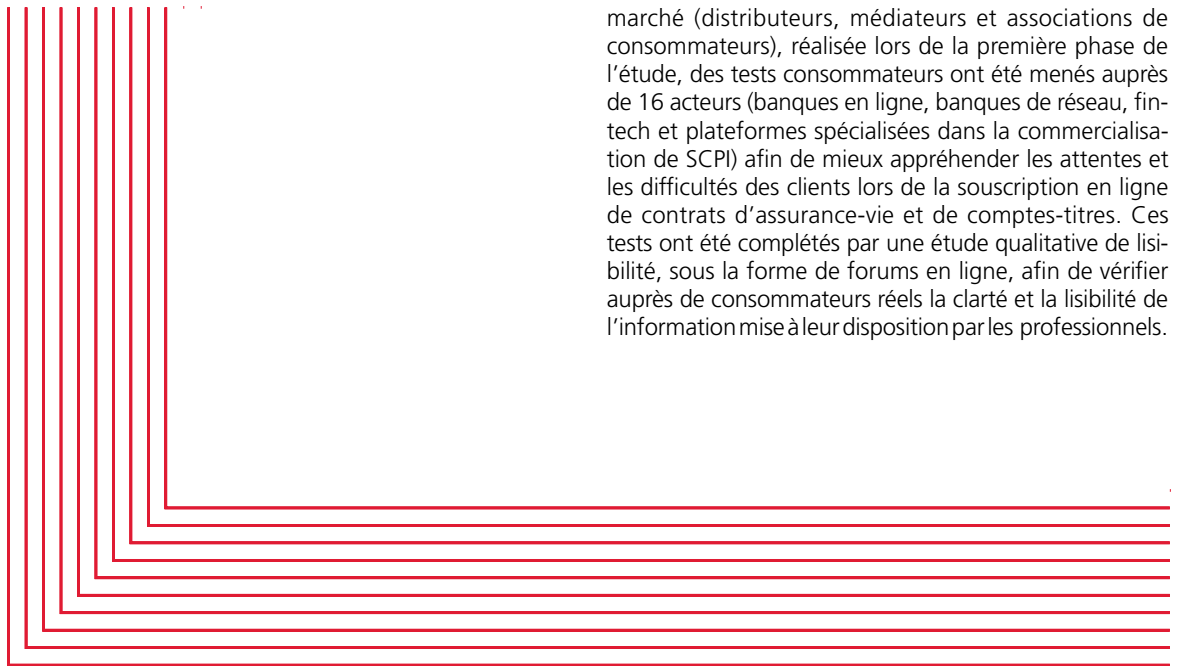 marché (distributeurs, médiateurs et associations de
consommateurs), réalisée lors de la première phase de
l'étude, des tests consommateurs ont été menés auprès
de 16 acteurs (banques en ligne, banques de réseau, fin-
tech et plateformes spécialisées dans la commercialisa-
tion de SCPI) afin de mieux appréhender les attentes et
les difficultés des clients lors de la souscription en ligne
de contrats d'assurance-vie et de comptes-titres. Ces
tests ont été complétés par une étude qualitative de lisi-
bilité, sous la forme de forums en ligne, afin de vérifier
auprès de consommateurs réels la clarté et la lisibilité de
l'information mise à leur disposition par les professionnels.